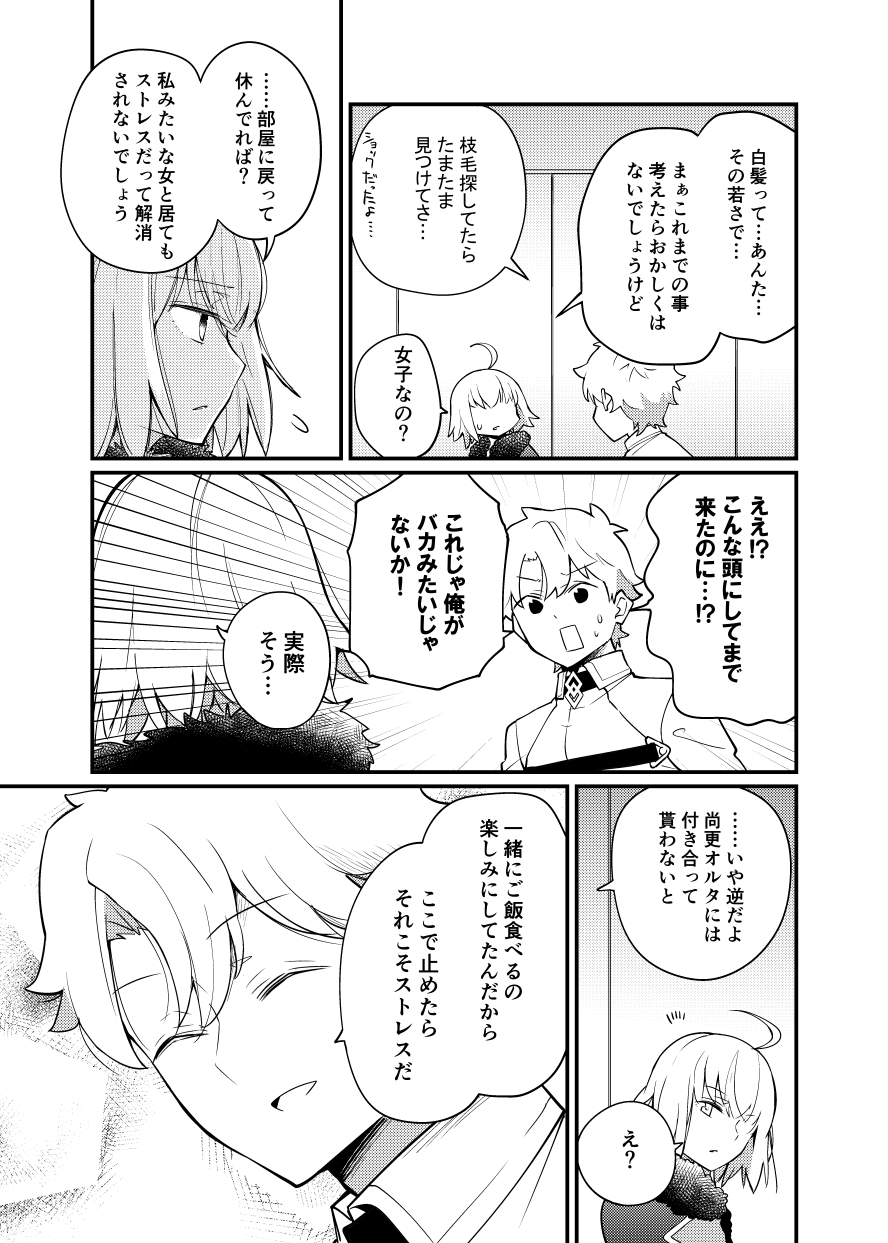 白髪って…あんた…
その若さで…
まぁこれまでの事
考えたらおかしくは
ないでしょうけど
枝毛探してたら
たまたま
見つけてさ…
ショックだったよ…
女子なの？
……部屋に戻って
休んでれば？
私みたいな女と居ても
ストレスだって解消
されないでしょう
ええ!?
こんな頭にしてまで
来たのに…!?
これじゃ俺が
バカみたいじゃ
ないか！
実際
そう…
……いや逆だよ
尚更オルタには
付き合って
貰わないと
え？
一緒にご飯食べるの
楽しみにしてたんだから
ここで止めたら
それこそストレスだ